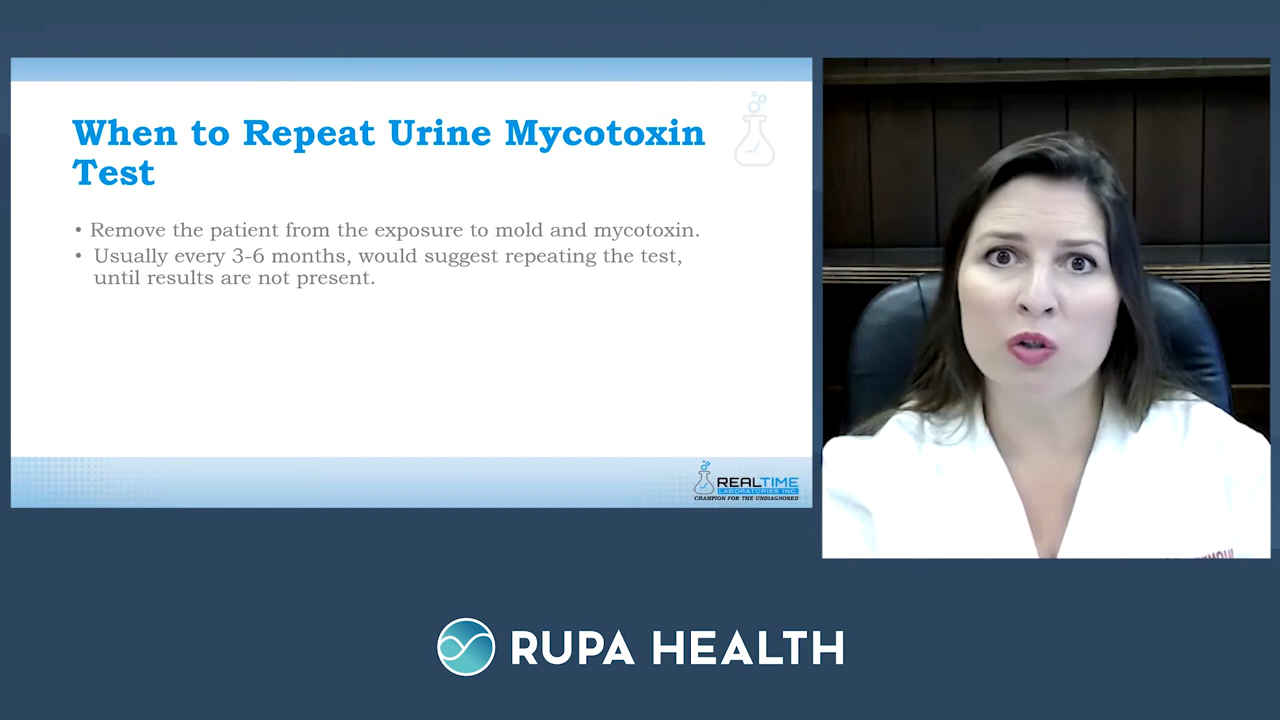 When to Repeat Urine Mycotoxin
Test
• Remove the patient from the exposure to mold and mycotoxin.
• Usually every 3-6 months, would suggest repeating the test,
until results are not present.
REALTIME
LABORATORIES INC.
CHAMPION FOR THE UNDIAGNOSED
RUPA HEALTH